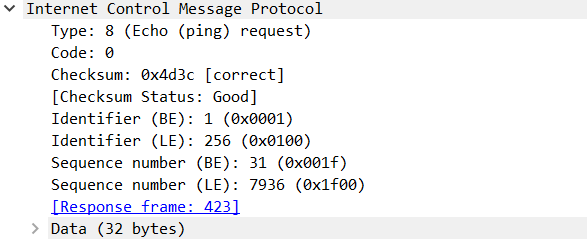 Internet Control Message Protocol
Type: 8 (Echo (ping) request)
Code: 0
Checksum: 0x4d3c [correct]
[Checksum Status: Good]
Identifier (BE): 1 (0x0001)
Identifier (LE): 256 (0x0100)
Sequence number (BE): 31 (0x001f)
Sequence number (LE): 7936 (0x1f00)
[Response frame: 423]
Data (32 bytes)